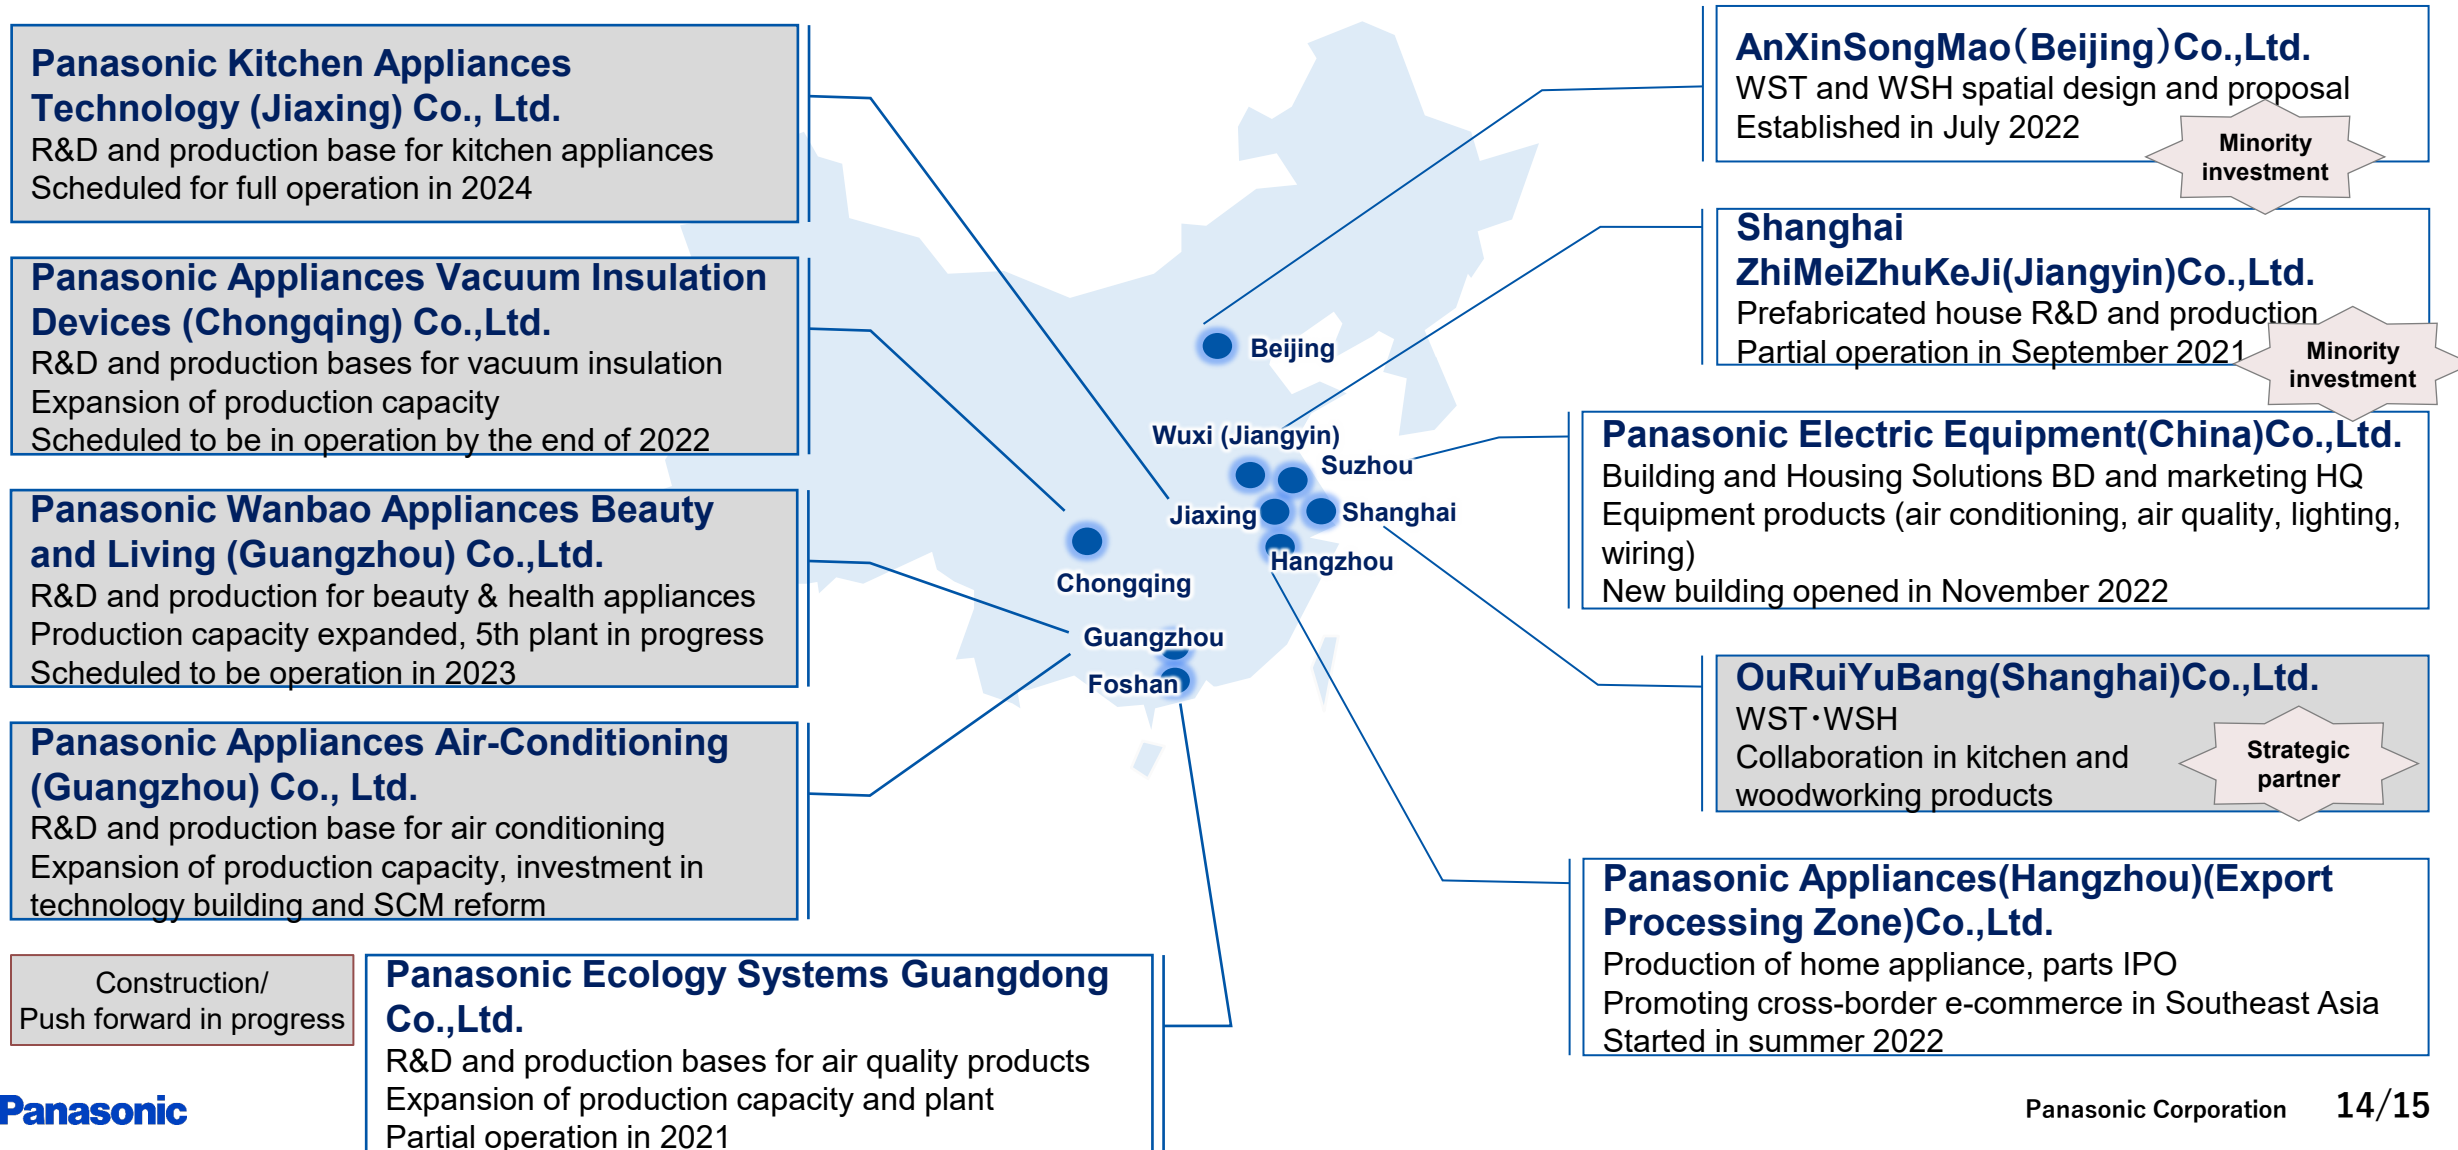 Panasonic Kitchen Appliances
Technology (Jiaxing) Co., Ltd.
R&D and production base for kitchen appliances
Scheduled for full operation in 2024
Panasonic Appliances Vacuum Insulation
Devices (Chongqing) Co.,Ltd.
R&D and production bases for vacuum insulation
Expansion of production capacity
Scheduled to be in operation by the end of 2022
Panasonic Wanbao Appliances Beauty
and Living (Guangzhou) Co.,Ltd.
R&D and production for beauty & health appliances
Production capacity expanded, 5th plant in progress
Scheduled to be operation in 2023
Panasonic Appliances Air-Conditioning
(Guangzhou) Co., Ltd.
R&D and production base for air conditioning
Expansion of production capacity, investment in
technology building and SCM reform
Construction/
Push forward in progress
Panasonic Ecology Systems Guangdong
Co.,Ltd.
R&D and production bases for air quality products
Expansion of production capacity and plant
Partial operation in 2021
Beijing
Wuxi (Jiangyin)
Suzhou
Jiaxing
Shanghai
Hangzhou
Chongqing
Guangzhou
Foshan
AnXinSongMao（Beijing）Co.,Ltd.
WST and WSH spatial design and proposal
Established in July 2022
Minority
investment
Shanghai
ZhiMeiZhuKeJi(Jiangyin)Co.,Ltd.
Prefabricated house R&D and production
Partial operation in September 2021
Minority
investment
Panasonic Electric Equipment(China)Co.,Ltd.
Building and Housing Solutions BD and marketing HQ
Equipment products (air conditioning, air quality, lighting,
wiring)
New building opened in November 2022
OuRuiYuBang(Shanghai)Co.,Ltd.
WST・WSH
Collaboration in kitchen and
woodworking products
Strategic
partner
Panasonic Appliances(Hangzhou)(Export
Processing Zone)Co.,Ltd.
Production of home appliance, parts IPO
Promoting cross-border e-commerce in Southeast Asia
Started in summer 2022
Panasonic
Panasonic Corporation 14/15